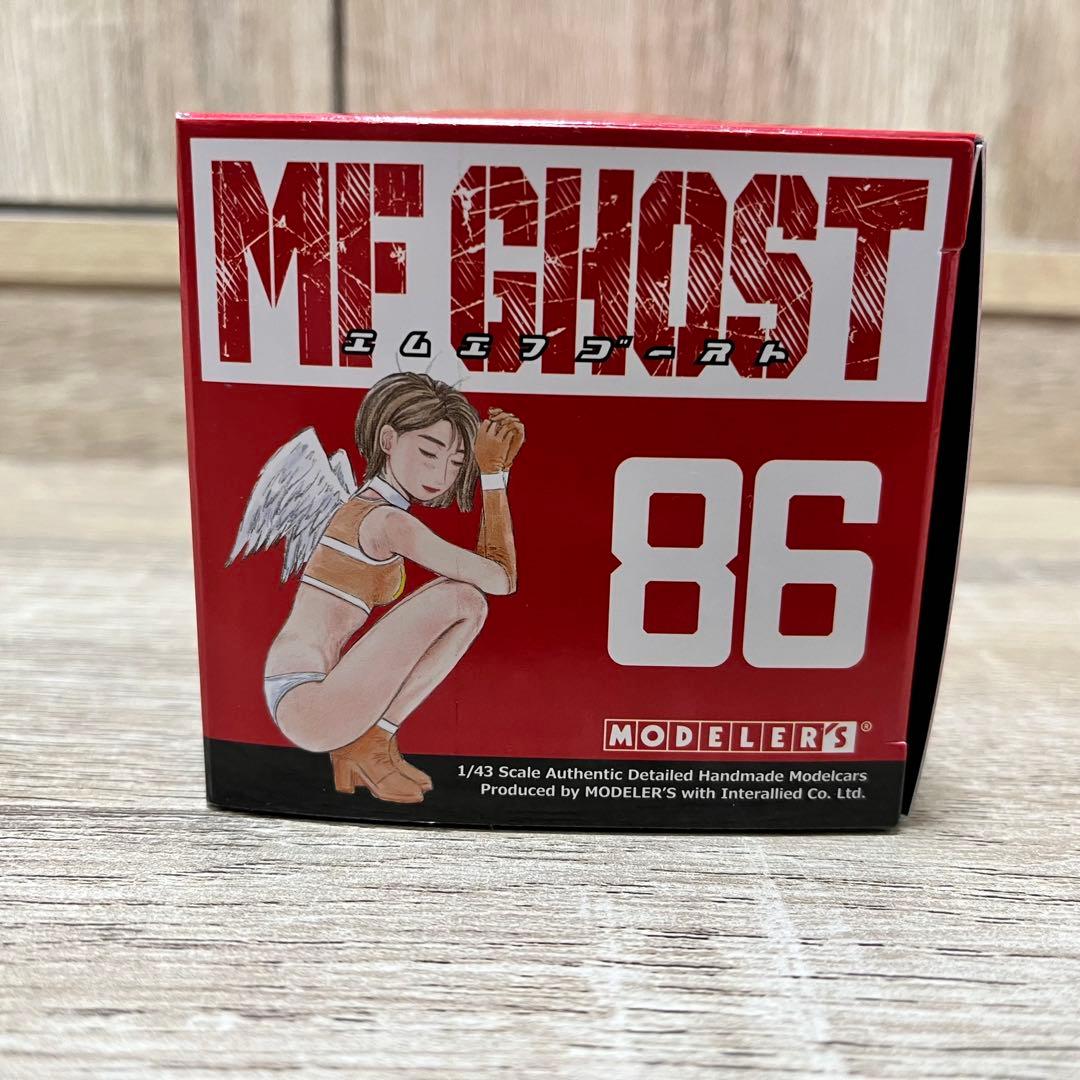 MF GHOST
エムエフゴースト
86
MODELER'S®
1/43 Scale Authentic Detailed Handmade Modelcars
Produced by MODELER'S with Interallied Co. Ltd.